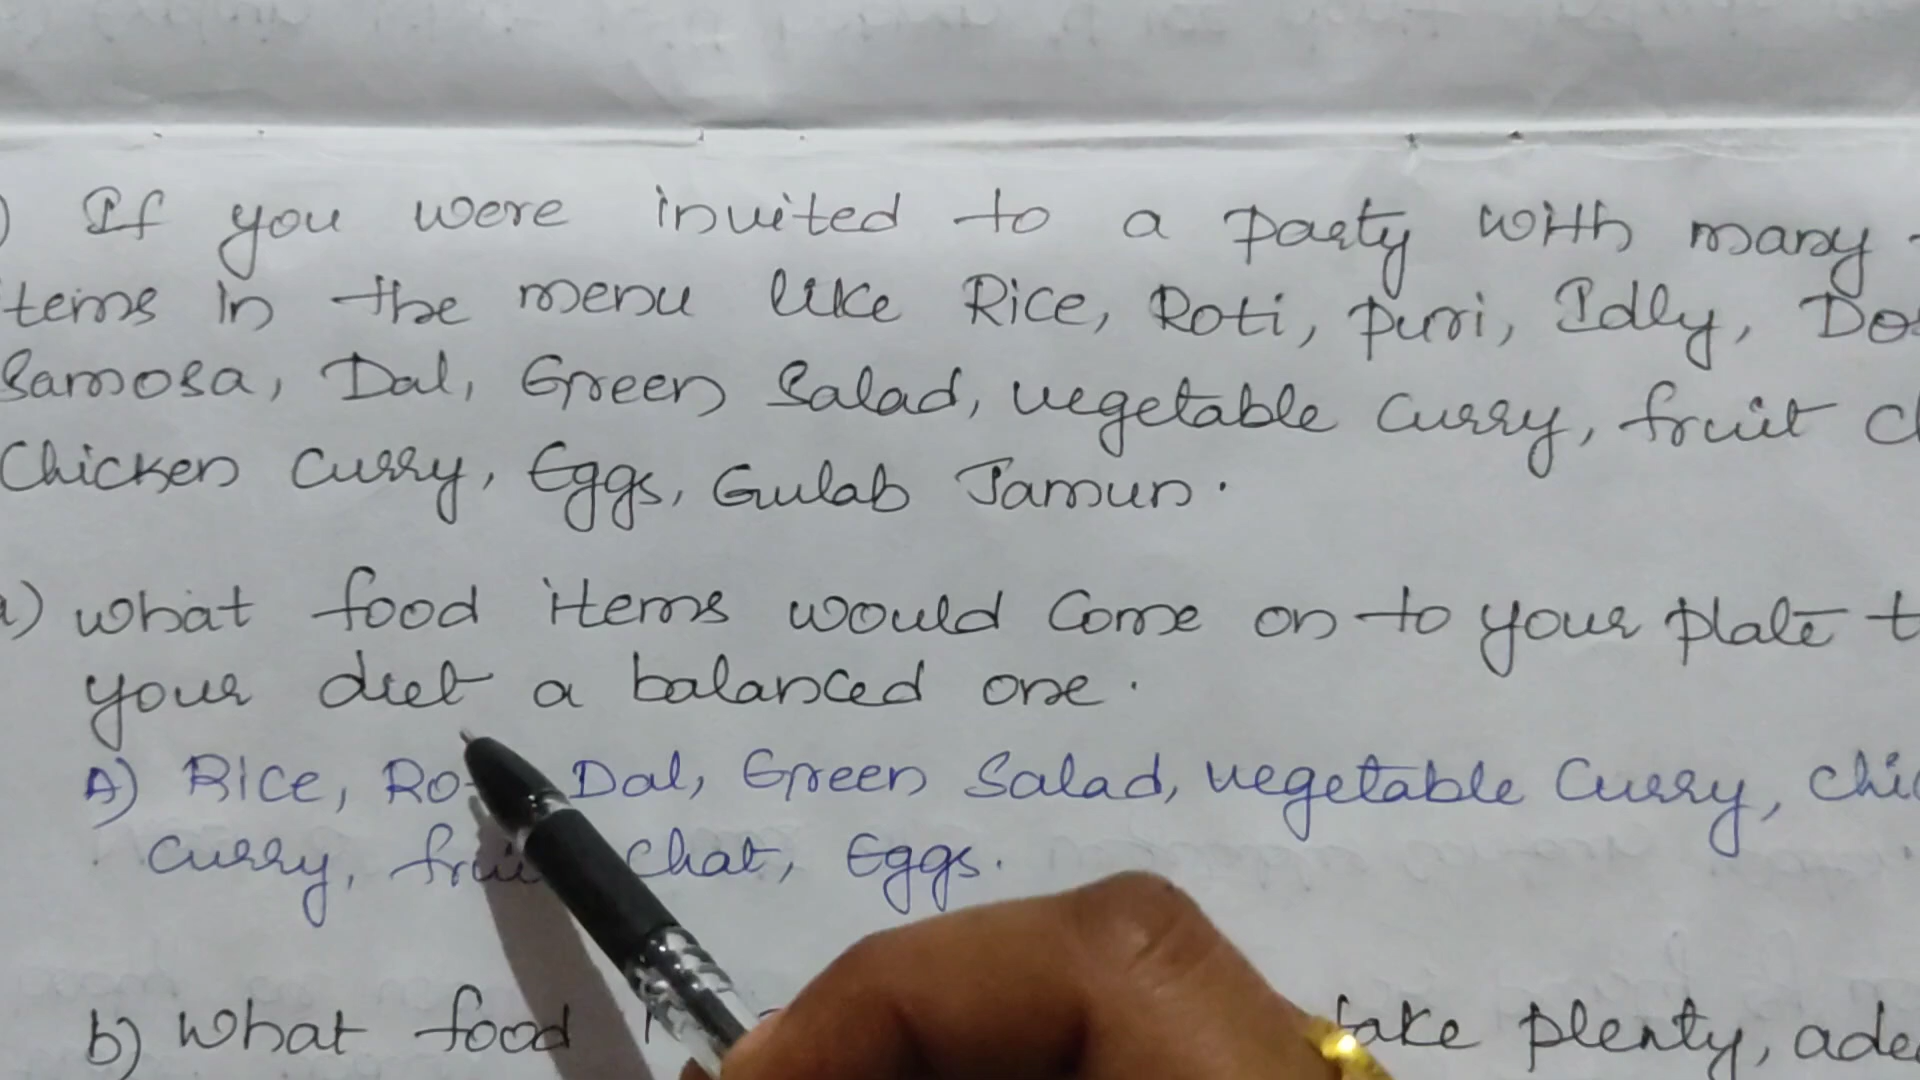 ) If you were invited to a party with many
items in the menu like Rice, Roti, puri, Idly,
Samosa, Dal, Green Salad, vegetable Curry, fruit
Chicken Curry, Eggs, Gulab Jamun.
a) what food items would come on to your plate
your diet a balanced one.
A) Rice, Dal, Green Salad, vegetable Curry,
Curry, chat, Eggs.
b) What food take plenty,